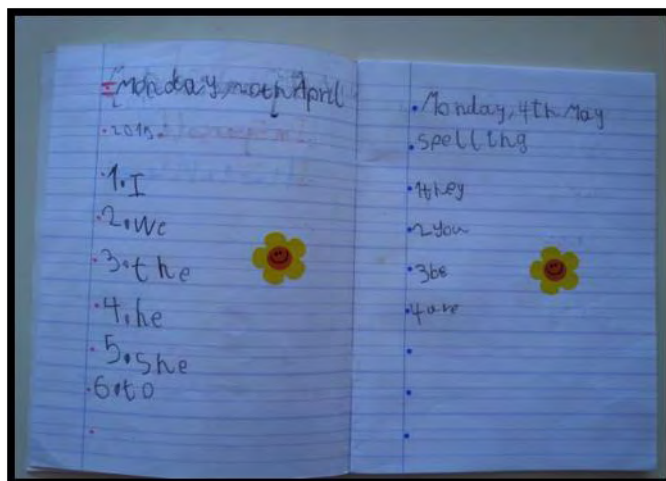 Monday, April
2015.
1. I
2. we
3. the
4. he
5. she
6. to
Monday, 4th May
spelling
1 they
2 you
3 be
4 are